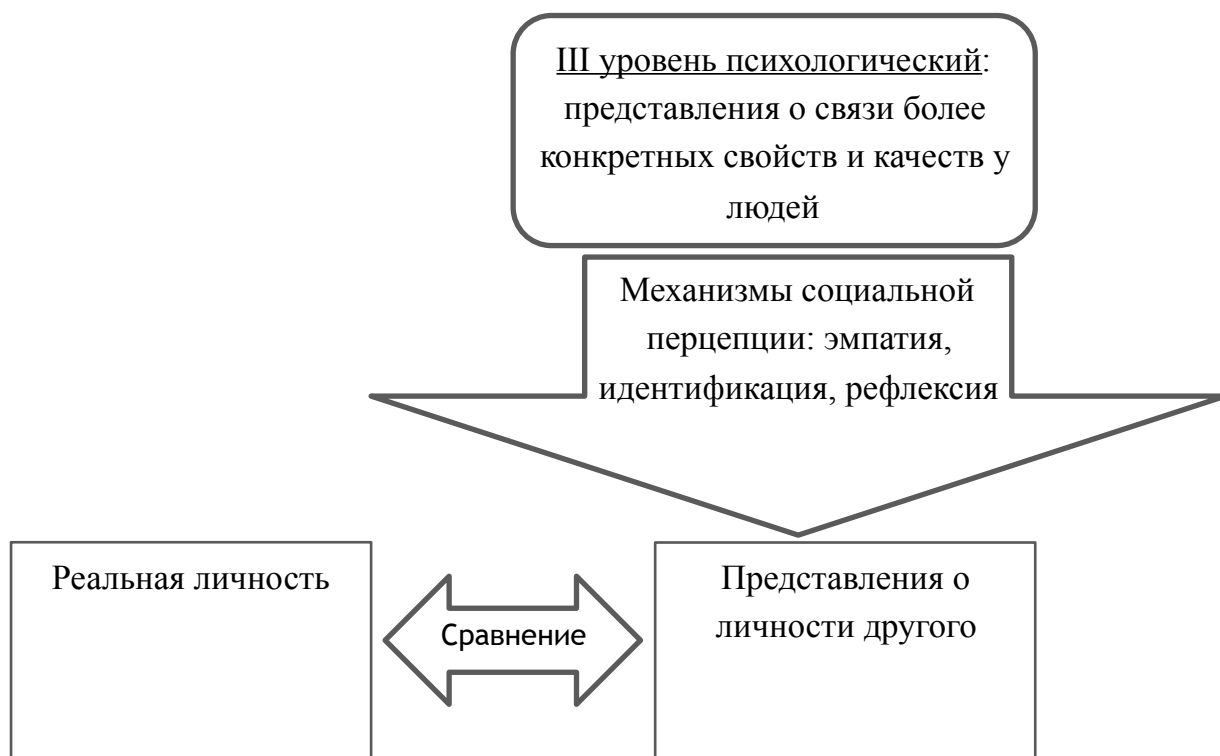 III уровень психологический:
представления о связи более
конкретных свойств и качеств у
людей
Механизмы социальной
перцепции: эмпатия,
идентификация, рефлексия
Реальная личность
Сравнение
Представления о
личности другого